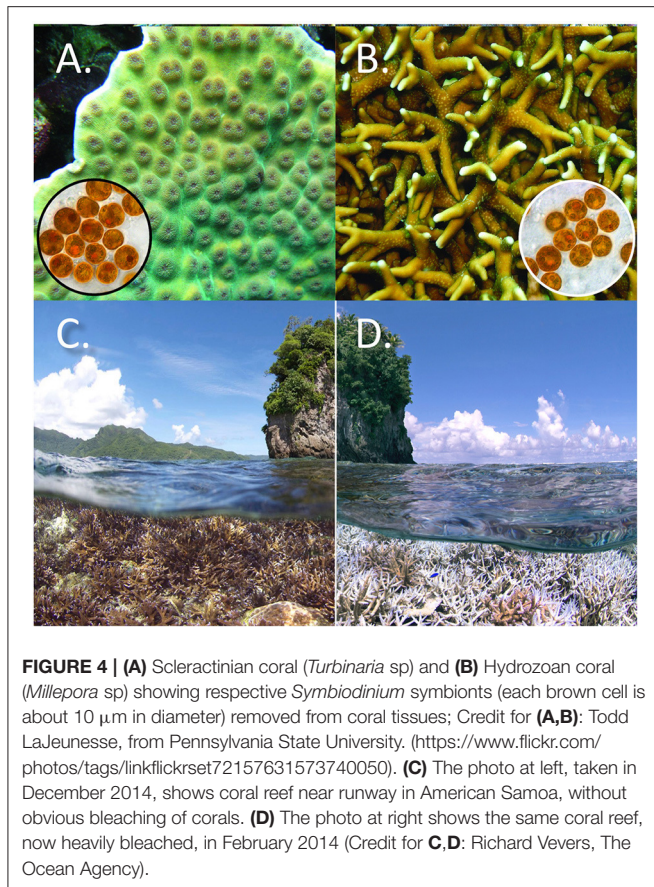 A.
B.
C.
D.
FIGURE 4 | (A) Scleractinian coral (Turbinaria sp) and (B) Hydrozoan coral
(Millepora sp) showing respective Symbiodinium symbionts (each brown cell is
about 10 μm in diameter) removed from coral tissues; Credit for (A,B): Todd
LaJeunesse, from Pennsylvania State University. (https://www.flickr.com/
photos/tags/linkflickrset72157631573740050). (C) The photo at left, taken in
December 2014, shows coral reef near runway in American Samoa, without
obvious bleaching of corals. (D) The photo at right shows the same coral reef,
now heavily bleached, in February 2014 (Credit for C,D: Richard Vevers, The
Ocean Agency).